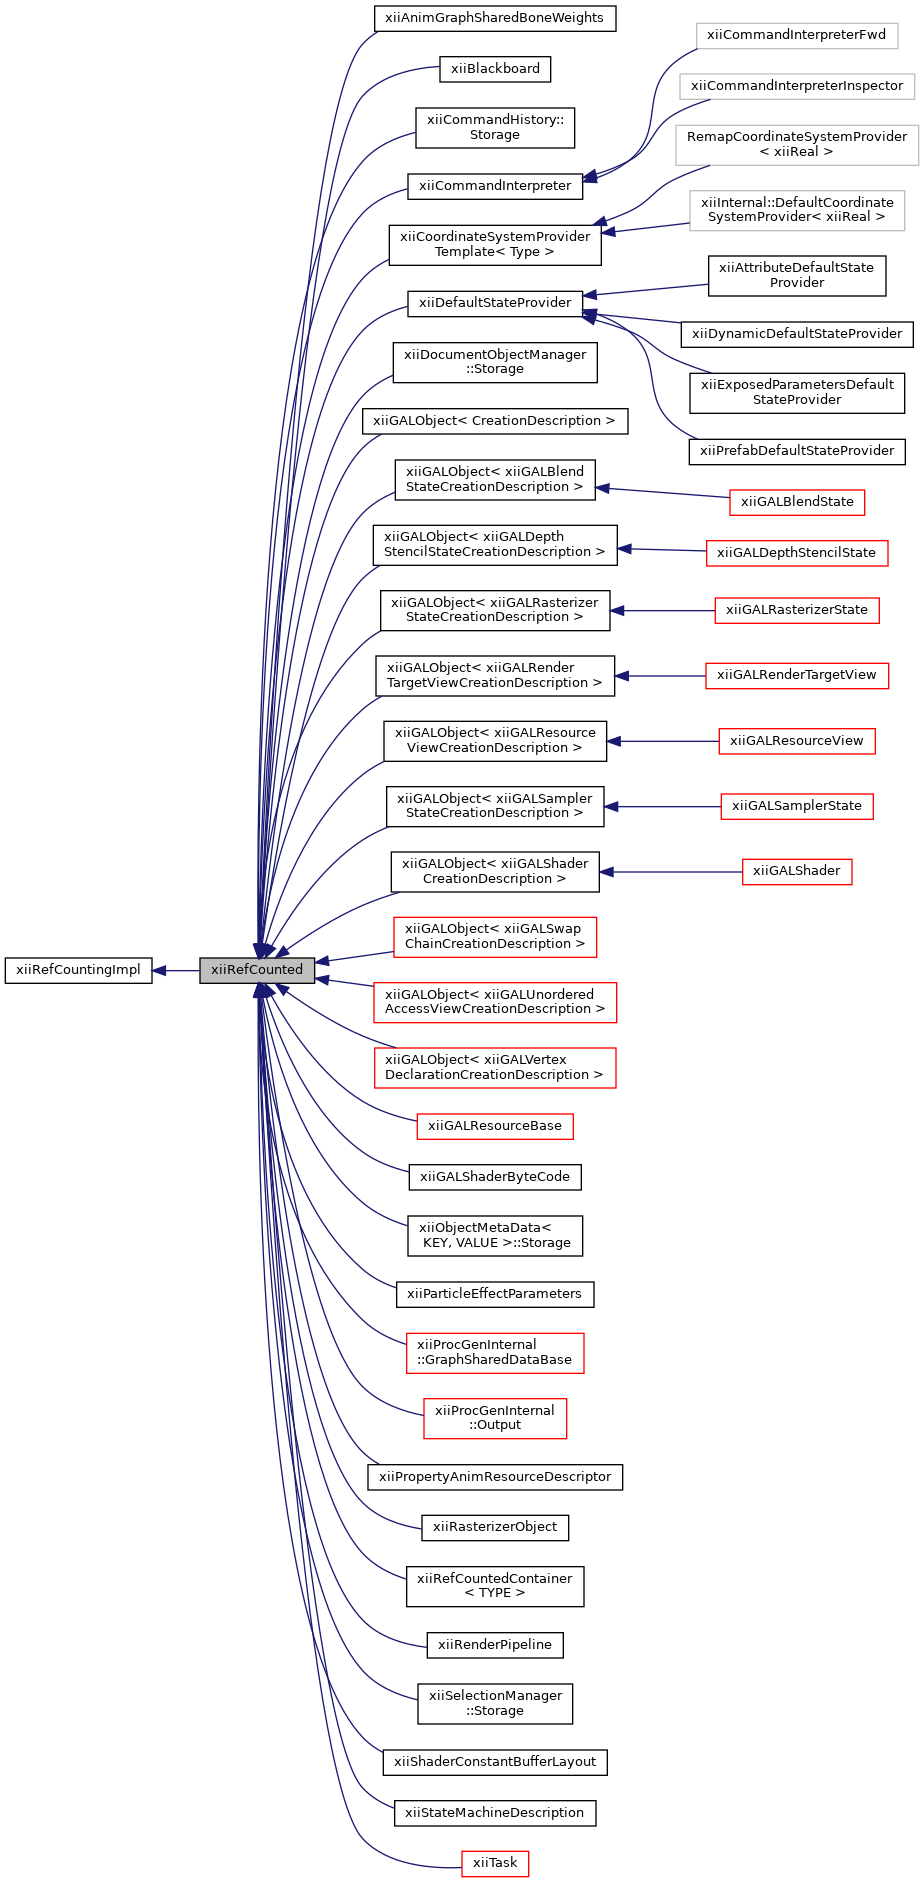 xiiRefCountingImpl
xiiRefCounted
xiiAnimGraphSharedBoneWeights
xiiBlackboard
xiiCommandHistory::
Storage
xiiCommandInterpreter
xiiCoordinateSystemProvider
Template< Type >
xiiDefaultStateProvider
xiiDocumentObjectManager
::Storage
xiiGALObject< CreationDescription >
xiiGALObject< xiiGALBlend
StateCreationDescription >
xiiGALObject< xiiGALDepth
StencilStateCreationDescription >
xiiGALObject< xiiGALRasterizer
StateCreationDescription >
xiiGALObject< xiiGALRender
TargetViewCreationDescription >
xiiGALObject< xiiGALResource
ViewCreationDescription >
xiiGALObject< xiiGALSampler
StateCreationDescription >
xiiGALObject< xiiGALShader
CreationDescription >
xiiGALObject< xiiGALSwap
ChainCreationDescription >
xiiGALObject< xiiGALUnordered
AccessViewCreationDescription >
xiiGALObject< xiiGALVertex
DeclarationCreationDescription >
xiiGALResourceBase
xiiGALShaderByteCode
xiiObjectMetaData<
KEY, VALUE >::Storage
xiiParticleEffectParameters
xiiProcGenInternal
::GraphSharedDataBase
xiiProcGenInternal
::Output
xiiPropertyAnimResourceDescriptor
xiiRasterizerObject
xiiRefCountedContainer
< TYPE >
xiiRenderPipeline
xiiSelectionManager
::Storage
xiiShaderConstantBufferLayout
xiiStateMachineDescription
xiiTask
xiiCommandInterpreterFwd
xiiCommandInterpreterInspector
RemapCoordinateSystemProvider
< xiiReal >
xiiInternal::DefaultCoordinate
SystemProvider< xiiReal >
xiiAttributeDefaultState
Provider
xiiDynamicDefaultStateProvider
xiiExposedParametersDefault
StateProvider
xiiPrefabDefaultStateProvider
xiiGALBlendState
xiiGALDepthStencilState
xiiGALRasterizerState
xiiGALRenderTargetView
xiiGALResourceView
xiiGALSamplerState
xiiGALShader